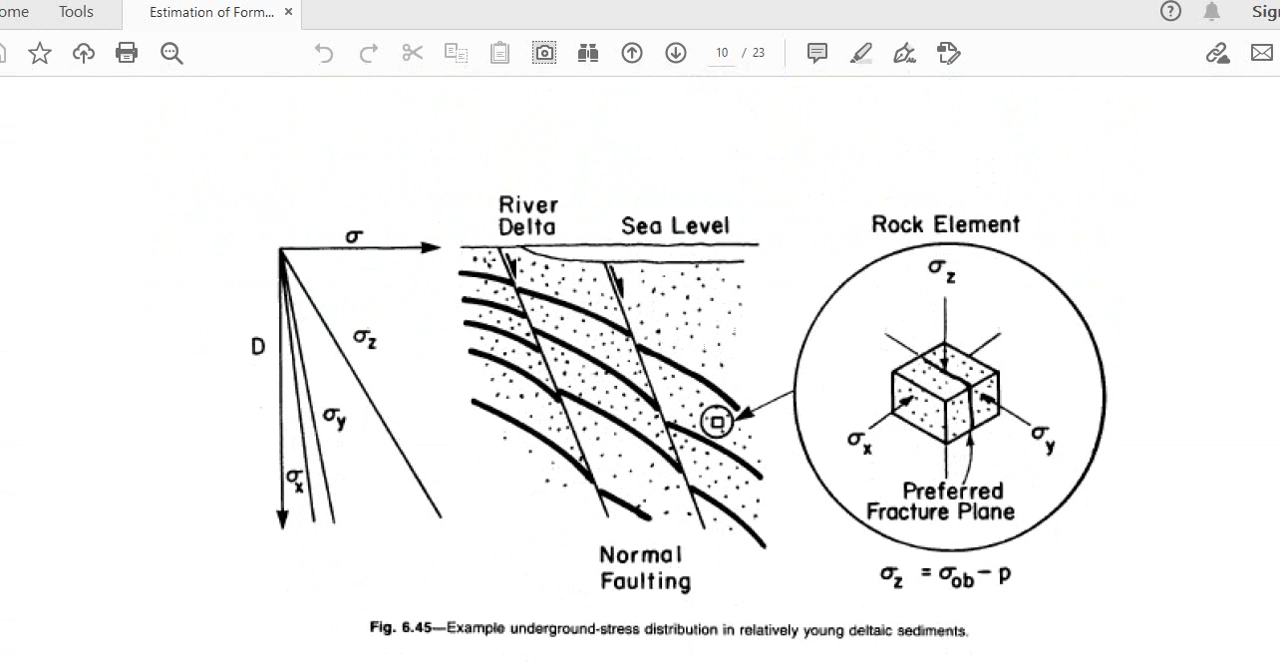 ome Tools Estimation of Form... × ? Sig
10 / 23
River
Delta
Sea Level
Rock Element
σ
σz
D
σz
σy
σx
σx
σy
Preferred
Fracture Plane
Normal
Faulting
σz = σob − p
Fig. 6.45—Example underground-stress distribution in relatively young deltaic sediments.